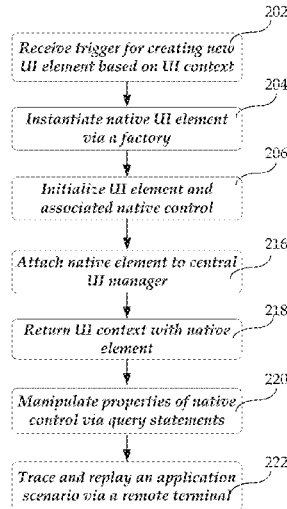 202
Receive trigger for creating new
UI element based on UI context
204
Instantiate native UI element
via a factory
206
Initialize UI element and
associated native control
216
Attach native element to central
UI manager
218
Return UI context with native
element
220
Manipulate properties of native
control via query statements
222
Trace and replay an application
scenario via a remote terminal